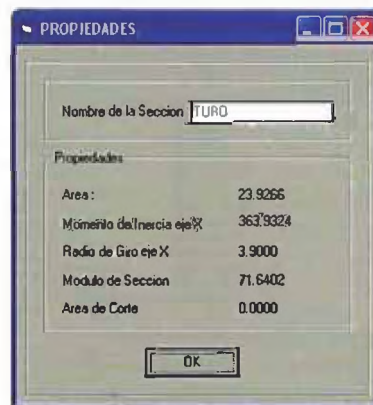 PROPIEDADES
Nombre de la Seccion TURO
Propiedades
Area : 23.9266
Momento de Inercia eje X 363.9324
Radio de Giro eje X 3.9000
Modulo de Seccion 71.6402
Area de Corte 0.0000
OK